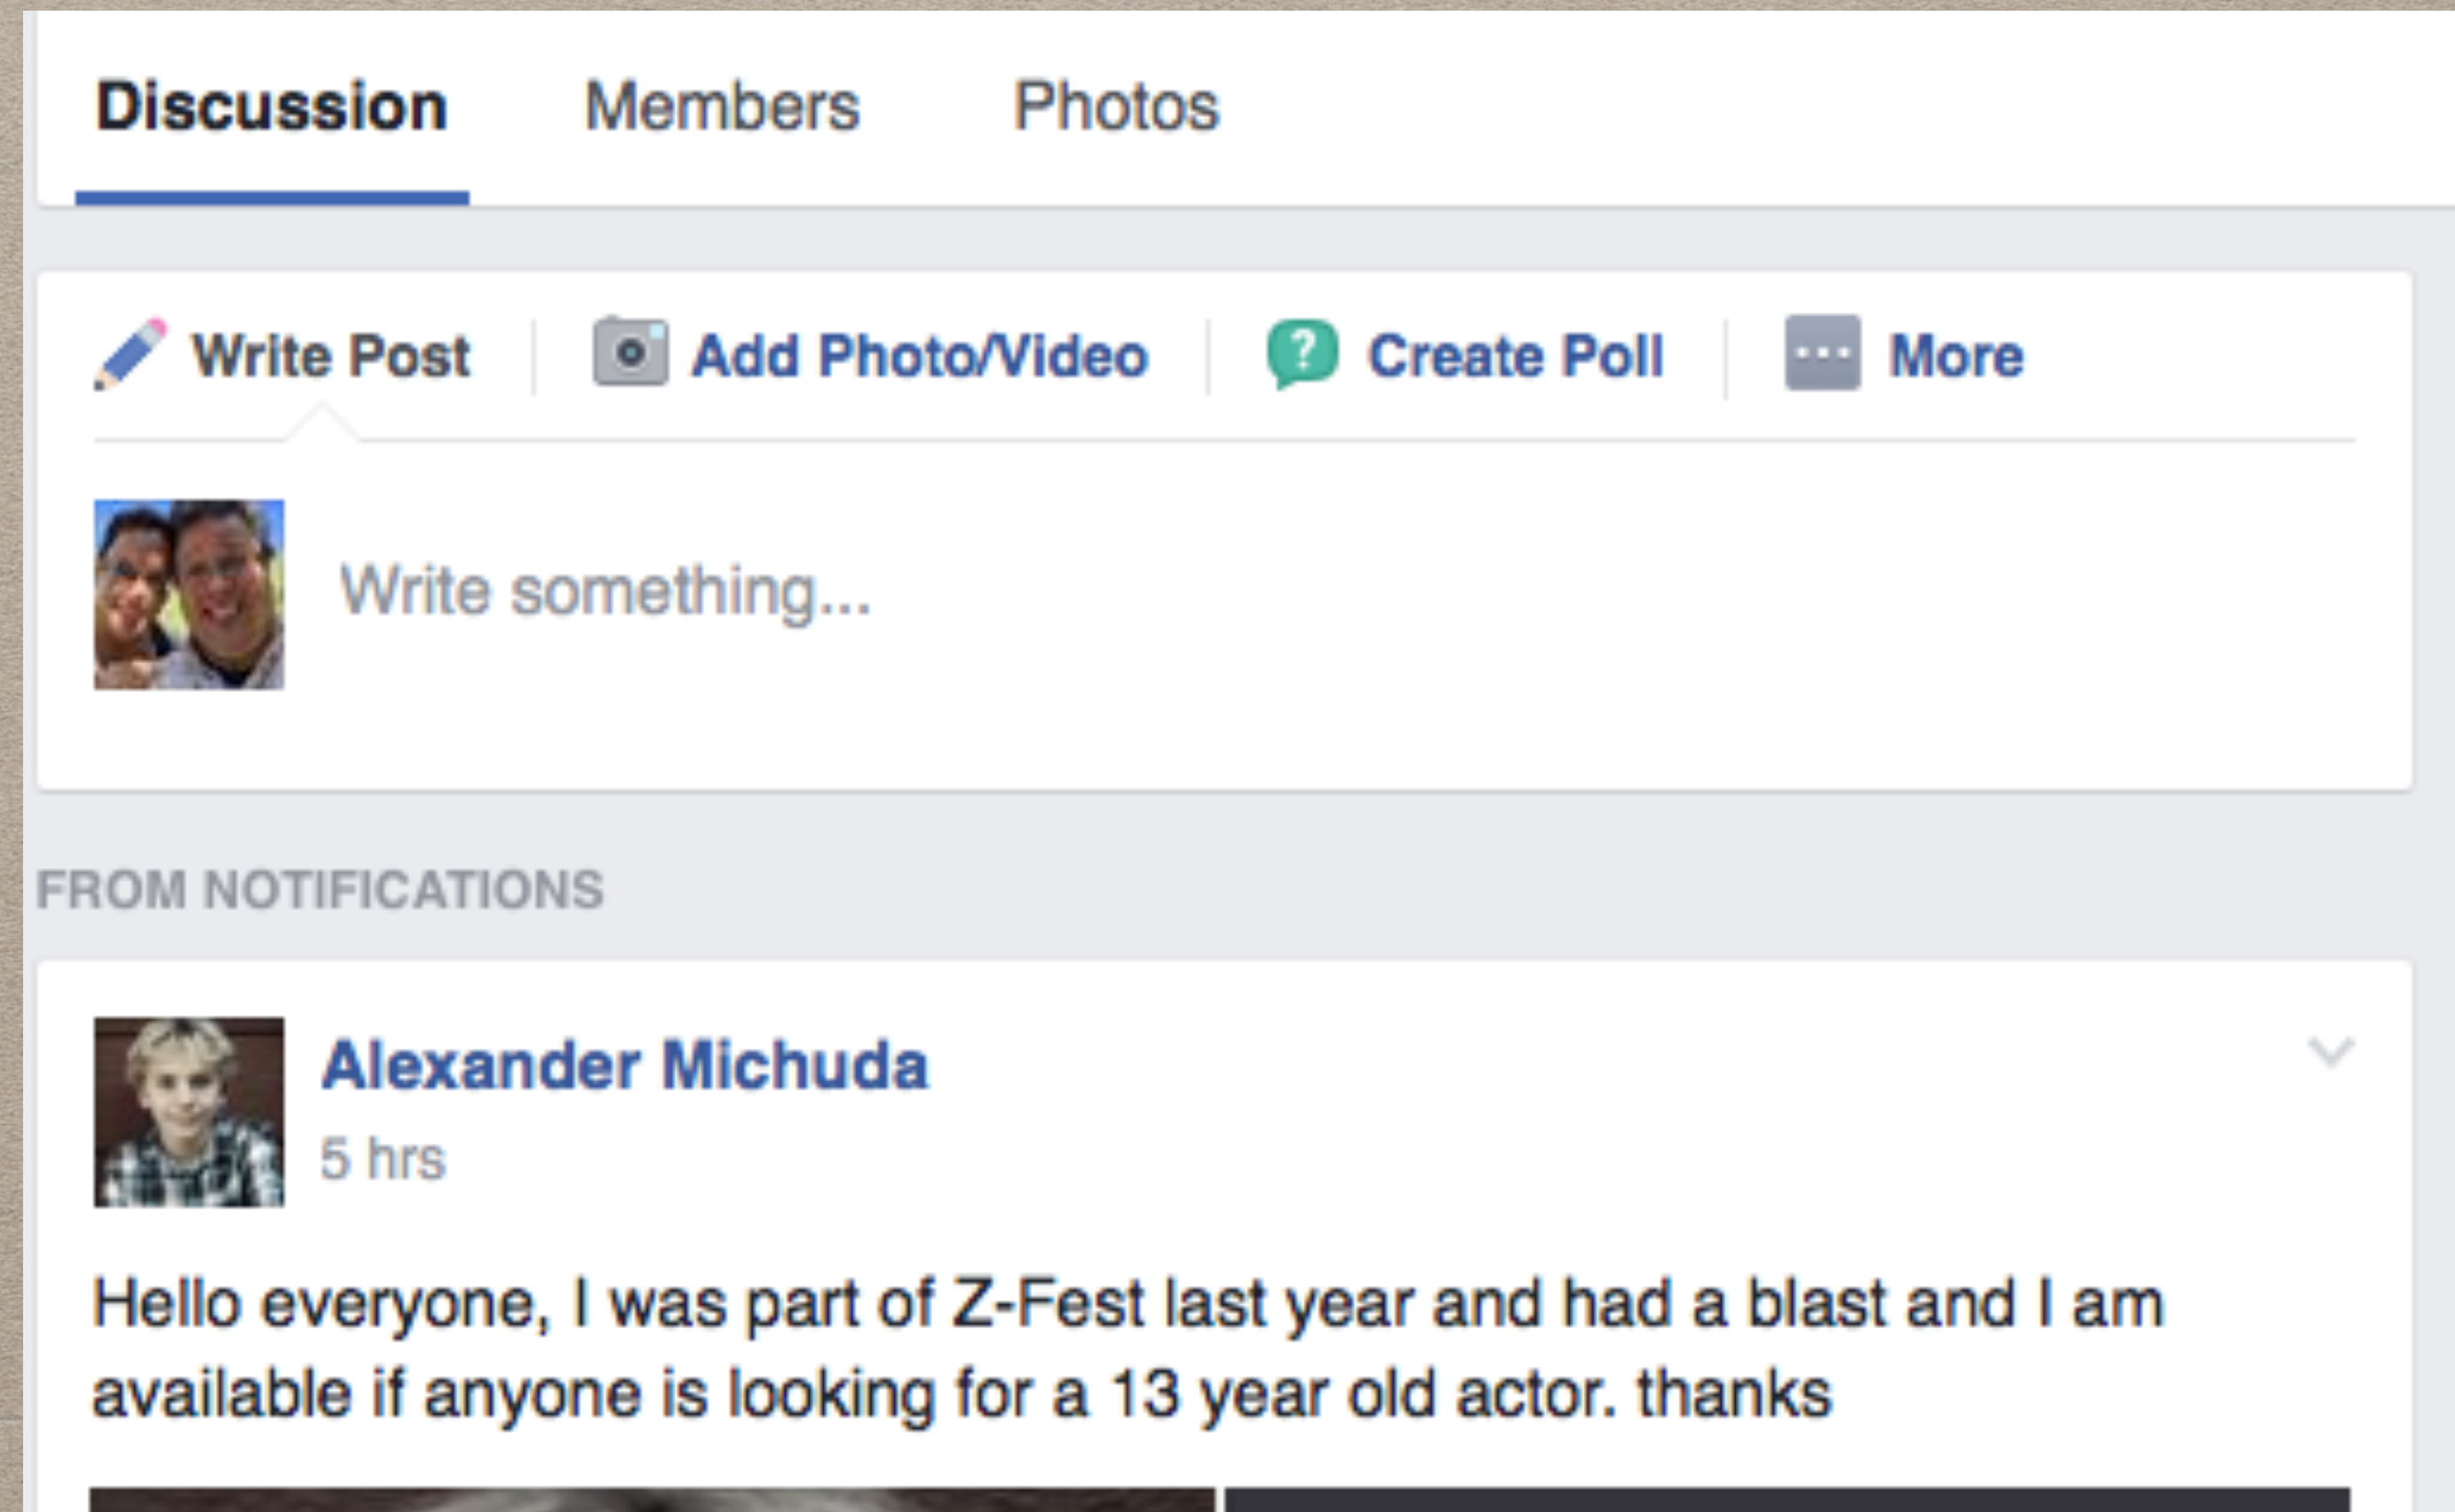 Discussion Members Photos
Write Post Add Photo/Video Create Poll More
Write something...
FROM NOTIFICATIONS
Alexander Michuda
5 hrs
Hello everyone, I was part of Z-Fest last year and had a blast and I am
available if anyone is looking for a 13 year old actor. thanks